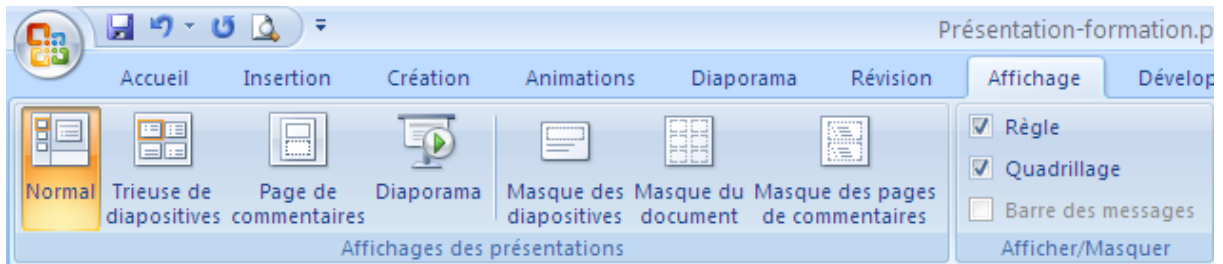 Présentation-formation.p
Accueil Insertion Création Animations Diaporama Révision Affichage Dévelop
Normal
Trieuse de
diapositives
Page de
commentaires
Diaporama
Masque des
diapositives
Masque du
document
Masque des pages
de commentaires
Affichages des présentations
Règle
Quadrillage
Barre des messages
Afficher/Masquer